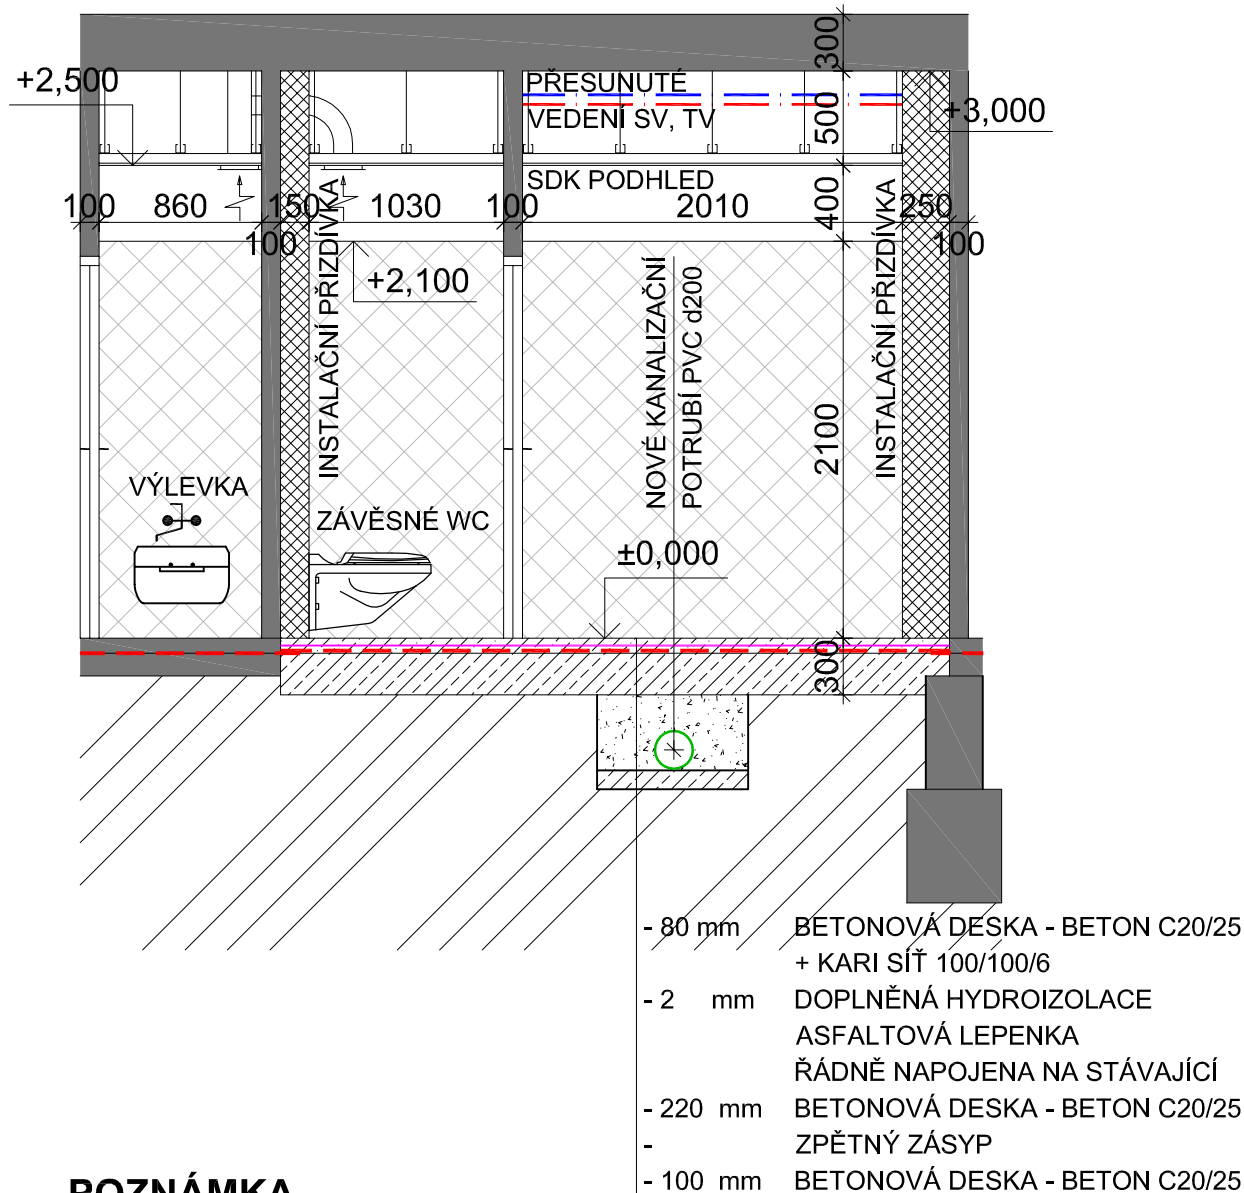 300
+2,500
PŘESUNUTÉ
VEDENÍ SV, TV
500
+3,000
SDK PODHLED
400
100
860
150
1030
100
2010
250
100
100
+2,100
INSTALAČNÍ PŘIZDÍVKA
NOVÉ KANALIZAČNÍ
POTRUBÍ PVC d200
INSTALAČNÍ PŘIZDÍVKA
2100
VÝLEVKA
ZÁVĚSNÉ WC
±0,000
300
- 80 mm BETONOVÁ DESKA - BETON C20/25
+ KARI SÍŤ 100/100/6
- 2 mm DOPLNĚNÁ HYDROIZOLACE
ASFALTOVÁ LEPENKA
ŘÁDNĚ NAPOJENA NA STÁVAJÍCÍ
- 220 mm BETONOVÁ DESKA - BETON C20/25
- ZPĚTNÝ ZÁSYP
- 100 mm BETONOVÁ DESKA - BETON C20/25
POZNÁMKA